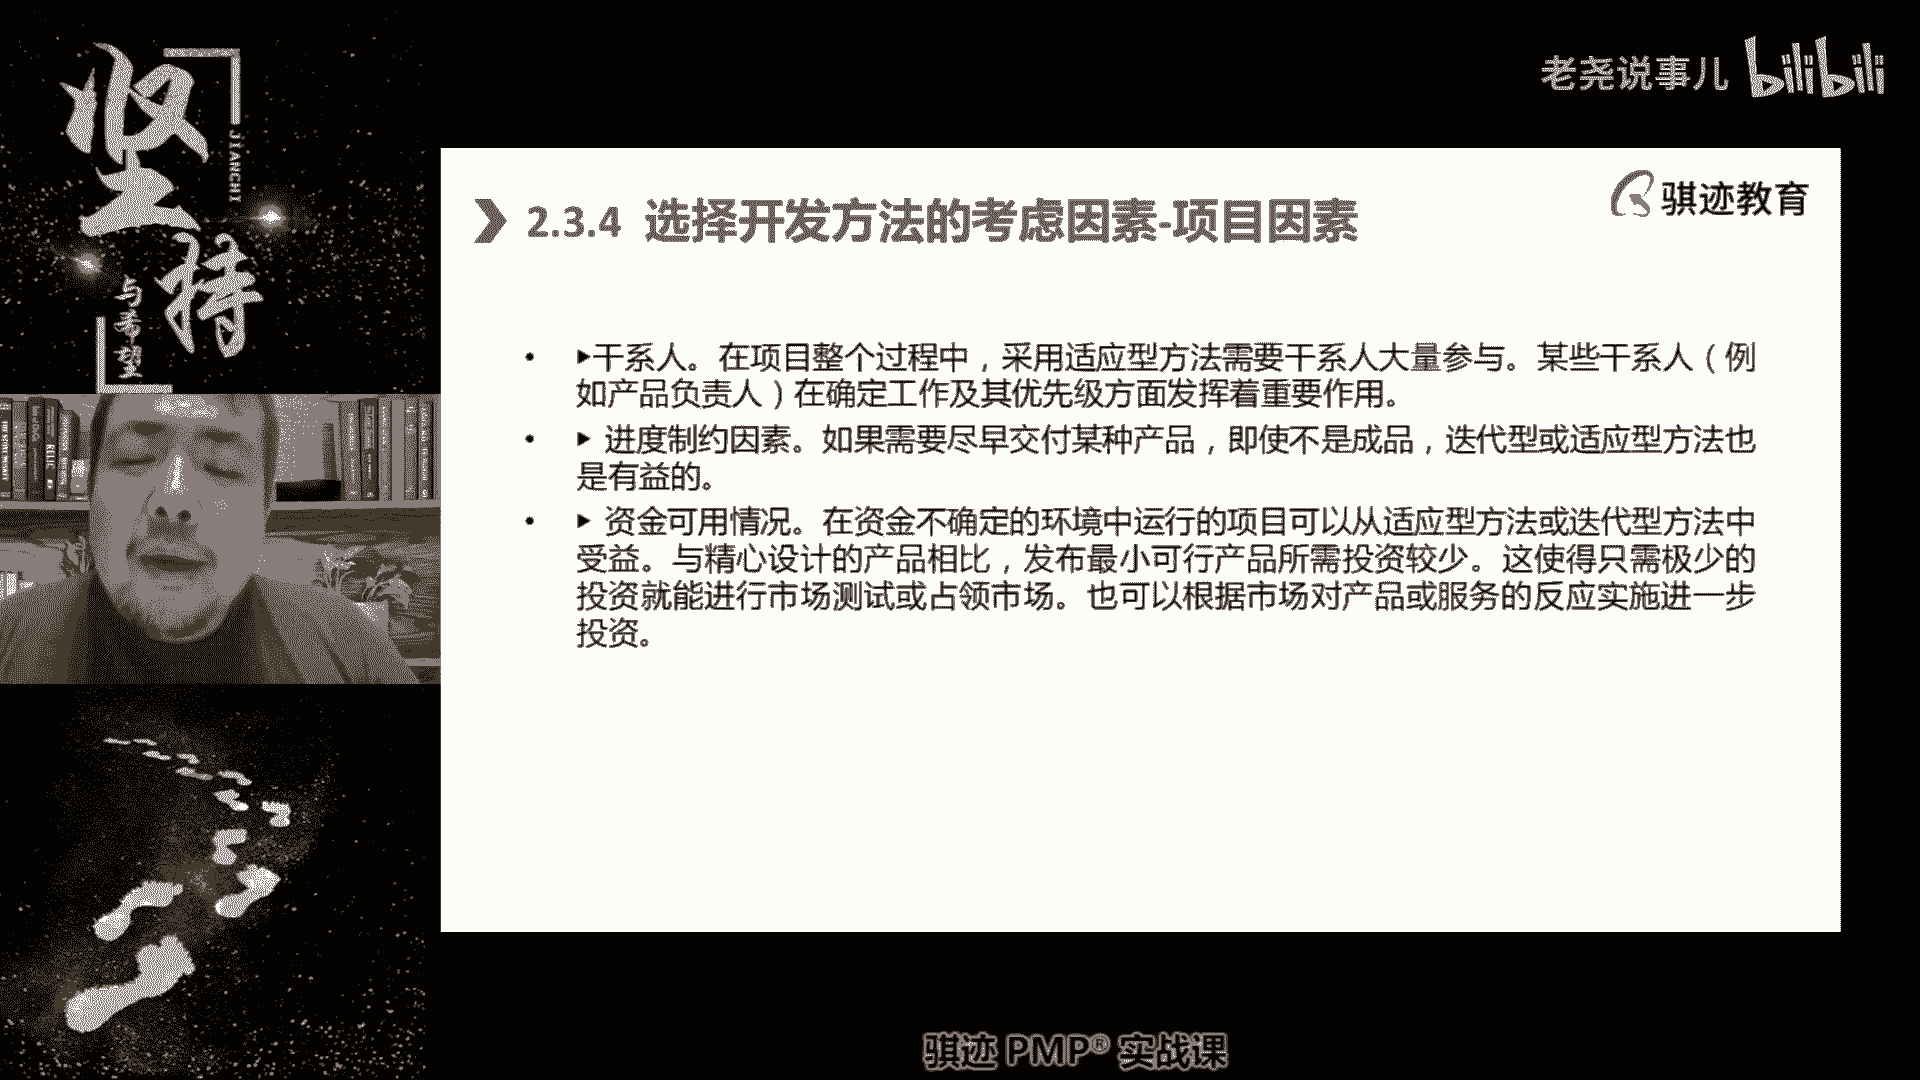 坚
持
JIANCHI
与希望
老尧说事儿 bilibili
骐迹教育
2.3.4 选择开发方法的考虑因素-项目因素
• ▶干系人。在项目整个过程中，采用适应型方法需要干系人大量参与。某些干系人（例
如产品负责人）在确定工作及其优先级方面发挥着重要作用。
• ▶ 进度制约因素。如果需要尽早交付某种产品，即使不是成品，迭代型或适应型方法也
是有益的。
• ▶ 资金可用情况。在资金不确定的环境中运行的项目可以从适应型方法或迭代型方法中
受益。与精心设计的产品相比，发布最小可行产品所需投资较少。这使得只需极少的
投资就能进行市场测试或占领市场。也可以根据市场对产品或服务的反应实施进一步
投资。
骐迹 PMP® 实战课